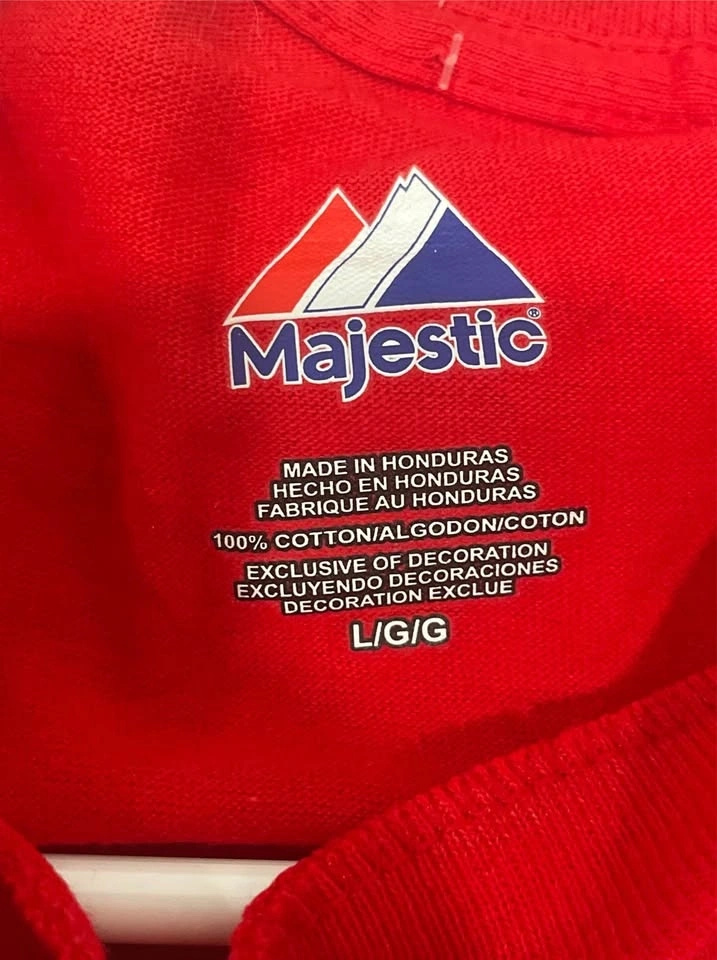 Majestic®
MADE IN HONDURAS
HECHO EN HONDURAS
FABRIQUE AU HONDURAS
100% COTTON/ALGODON/COTON
EXCLUSIVE OF DECORATION
EXCLUYENDO DECORACIONES
DECORATION EXCLUE
L/G/G